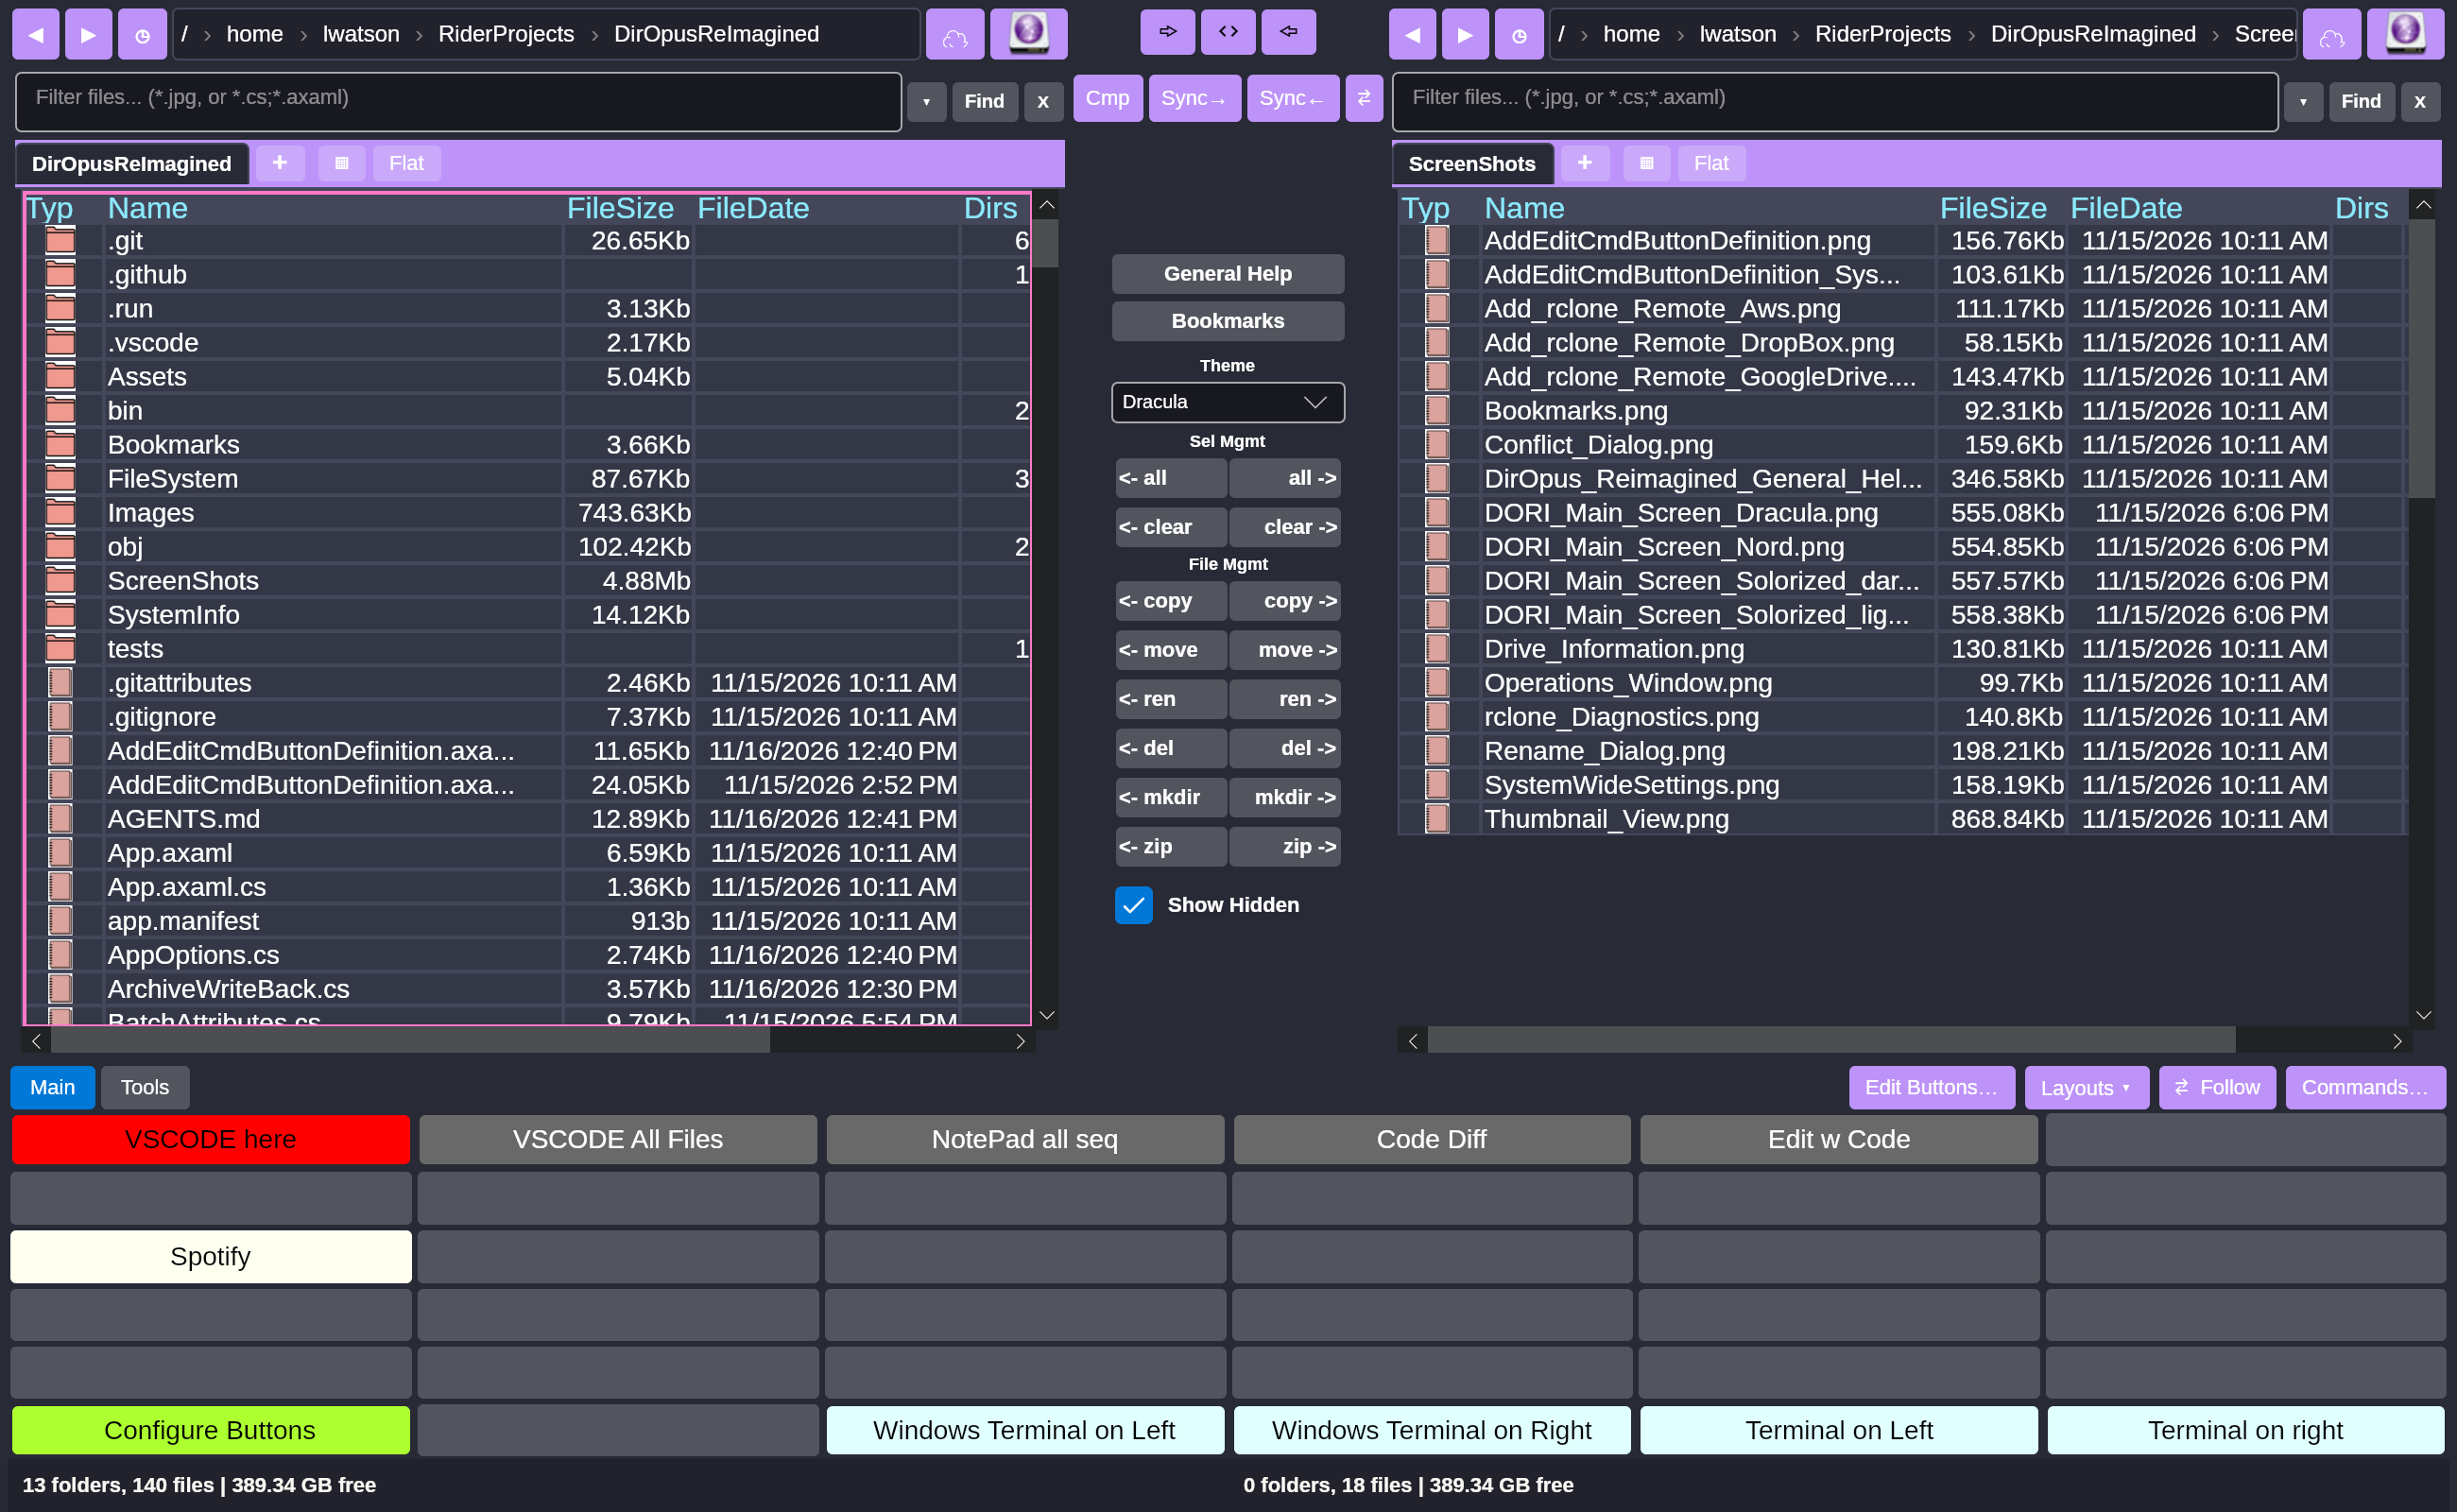 / › home › lwatson › RiderProjects › DirOpusReImagined
/ › home › lwatson › RiderProjects › DirOpusReImagined ›
Filter files... (*.jpg, or *.cs;*.axaml) ▾ Find x
Cmp Sync→ Sync← ⇄
Filter files... (*.jpg, or *.cs;*.axaml) ▾ Find x
DirOpusReImagined + ▦ Flat
ScreenShots + ▦ Flat
Typ Name FileSize FileDate Dirs
.git 26.65Kb 6
.github 1
.run 3.13Kb
.vscode 2.17Kb
Assets 5.04Kb
bin 2
Bookmarks 3.66Kb
FileSystem 87.67Kb 3
Images 743.63Kb
obj 102.42Kb 2
ScreenShots 4.88Mb
SystemInfo 14.12Kb
tests 1
.gitattributes 2.46Kb 11/15/2026 10:11 AM
.gitignore 7.37Kb 11/15/2026 10:11 AM
AddEditCmdButtonDefinition.axa... 11.65Kb 11/16/2026 12:40 PM
AddEditCmdButtonDefinition.axa... 24.05Kb 11/15/2026 2:52 PM
AGENTS.md 12.89Kb 11/16/2026 12:41 PM
App.axaml 6.59Kb 11/15/2026 10:11 AM
App.axaml.cs 1.36Kb 11/15/2026 10:11 AM
app.manifest 913b 11/15/2026 10:11 AM
AppOptions.cs 2.74Kb 11/16/2026 12:40 PM
ArchiveWriteBack.cs 3.57Kb 11/16/2026 12:30 PM
BatchAttributes.cs 9.79Kb 11/15/2026 5:54 PM
General Help
Bookmarks
Theme
Dracula
Sel Mgmt
<- all all ->
<- clear clear ->
File Mgmt
<- copy copy ->
<- move move ->
<- ren ren ->
<- del del ->
<- mkdir mkdir ->
<- zip zip ->
Show Hidden
Typ Name FileSize FileDate Dirs
AddEditCmdButtonDefinition.png 156.76Kb 11/15/2026 10:11 AM
AddEditCmdButtonDefinition_Sys... 103.61Kb 11/15/2026 10:11 AM
Add_rclone_Remote_Aws.png 111.17Kb 11/15/2026 10:11 AM
Add_rclone_Remote_DropBox.png 58.15Kb 11/15/2026 10:11 AM
Add_rclone_Remote_GoogleDrive.... 143.47Kb 11/15/2026 10:11 AM
Bookmarks.png 92.31Kb 11/15/2026 10:11 AM
Conflict_Dialog.png 159.6Kb 11/15/2026 10:11 AM
DirOpus_Reimagined_General_Hel... 346.58Kb 11/15/2026 10:11 AM
DORI_Main_Screen_Dracula.png 555.08Kb 11/15/2026 6:06 PM
DORI_Main_Screen_Nord.png 554.85Kb 11/15/2026 6:06 PM
DORI_Main_Screen_Solorized_dar... 557.57Kb 11/15/2026 6:06 PM
DORI_Main_Screen_Solorized_lig... 558.38Kb 11/15/2026 6:06 PM
Drive_Information.png 130.81Kb 11/15/2026 10:11 AM
Operations_Window.png 99.7Kb 11/15/2026 10:11 AM
rclone_Diagnostics.png 140.8Kb 11/15/2026 10:11 AM
Rename_Dialog.png 198.21Kb 11/15/2026 10:11 AM
SystemWideSettings.png 158.19Kb 11/15/2026 10:11 AM
Thumbnail_View.png 868.84Kb 11/15/2026 10:11 AM
Main Tools
Edit Buttons… Layouts ▾ ⇄ Follow Commands…
VSCODE here VSCODE All Files NotePad all seq Code Diff Edit w Code
Spotify
Configure Buttons Windows Terminal on Left Windows Terminal on Right Terminal on Left Terminal on right
13 folders, 140 files | 389.34 GB free
0 folders, 18 files | 389.34 GB free